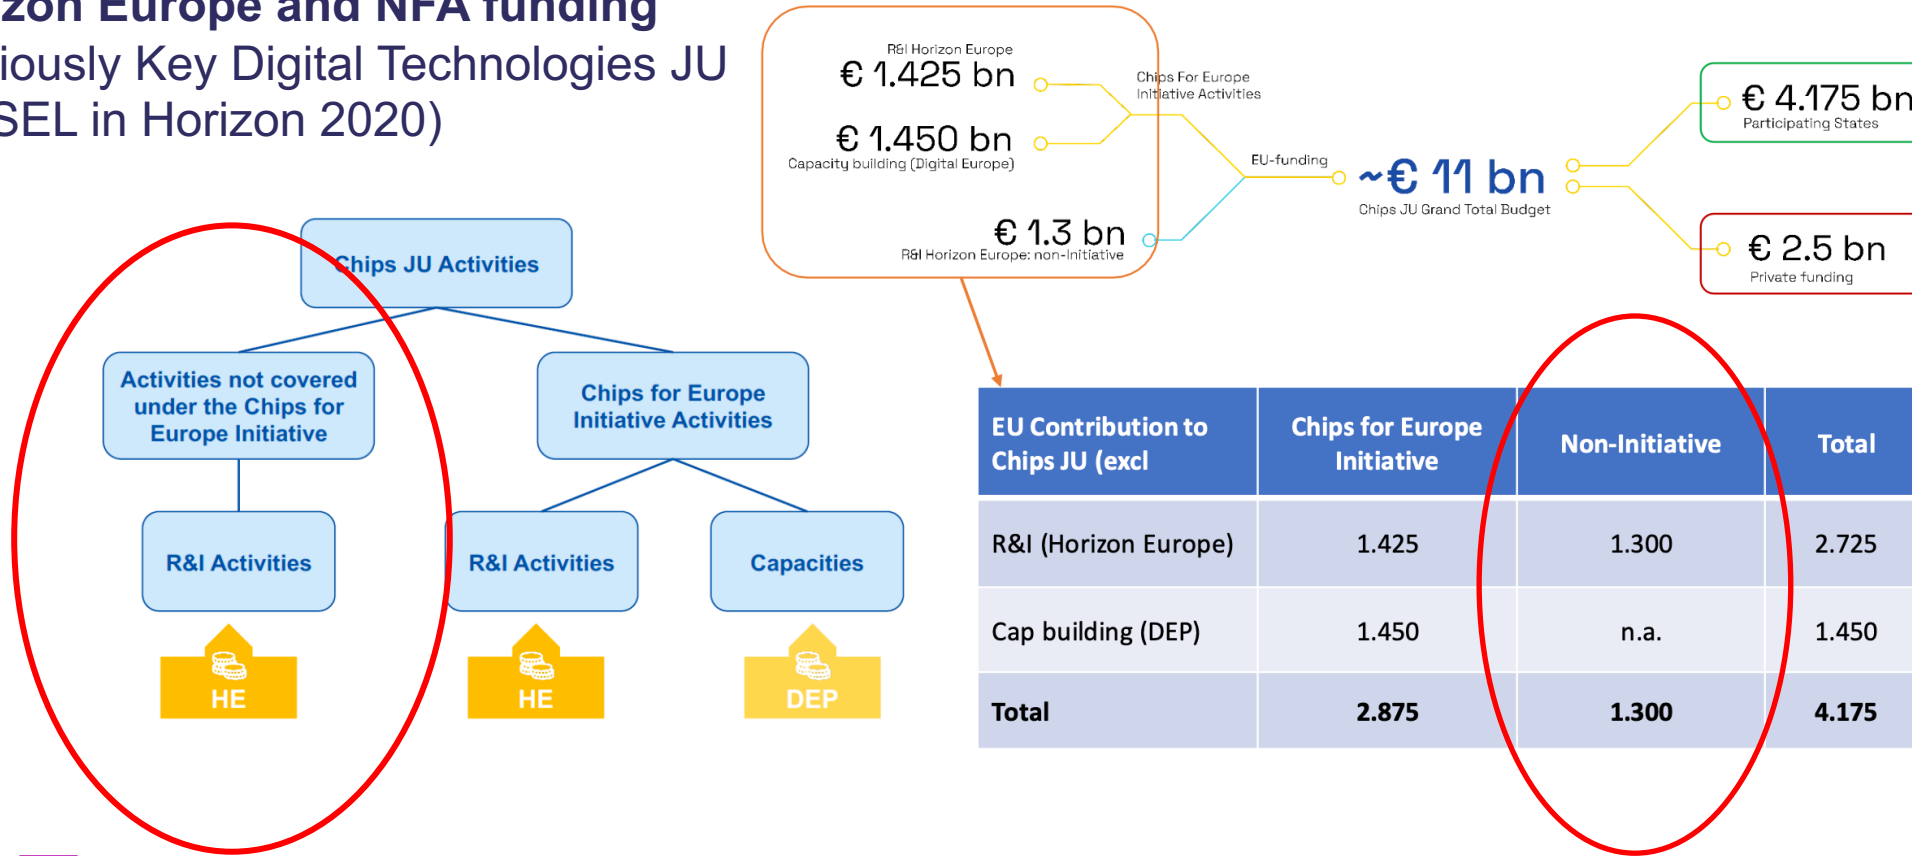 zon Europe and NFA funding
iously Key Digital Technologies JU
SEL in Horizon 2020)
R&I Horizon Europe
€ 1.425 bn
€ 1.450 bn
Capacity building (Digital Europe)
€ 1.3 bn
R&I Horizon Europe: non-Initiative
Chips For Europe
Initiative Activities
EU-funding
~€ 11 bn
Chips JU Grand Total Budget
€ 4.175 bn
Participating States
€ 2.5 bn
Private funding
Chips JU Activities
Activities not covered
under the Chips for
Europe Initiative
Chips for Europe
Initiative Activities
R&I Activities
R&I Activities
Capacities
HE
HE
DEP
EU Contribution to
Chips JU (excl
Chips for Europe
Initiative
Non-Initiative
Total
R&I (Horizon Europe) 1.425 1.300 2.725
Cap building (DEP) 1.450 n.a. 1.450
Total 2.875 1.300 4.175